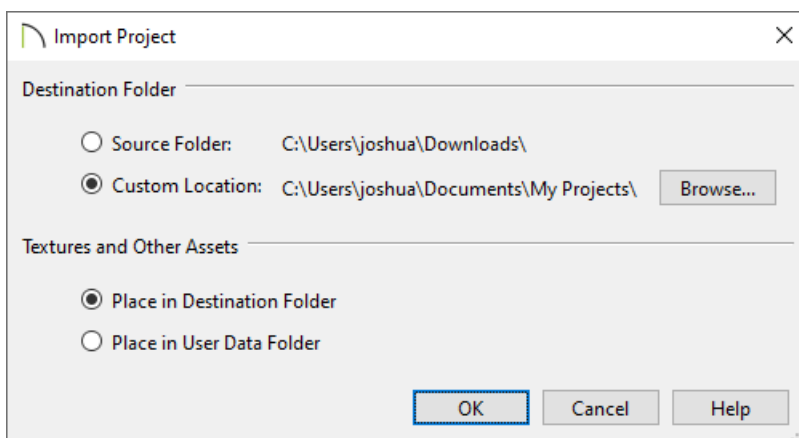 Import Project
Destination Folder
Source Folder: C:\Users\joshua\Downloads\
Custom Location: C:\Users\joshua\Documents\My Projects\ Browse...
Textures and Other Assets
Place in Destination Folder
Place in User Data Folder
OK Cancel Help